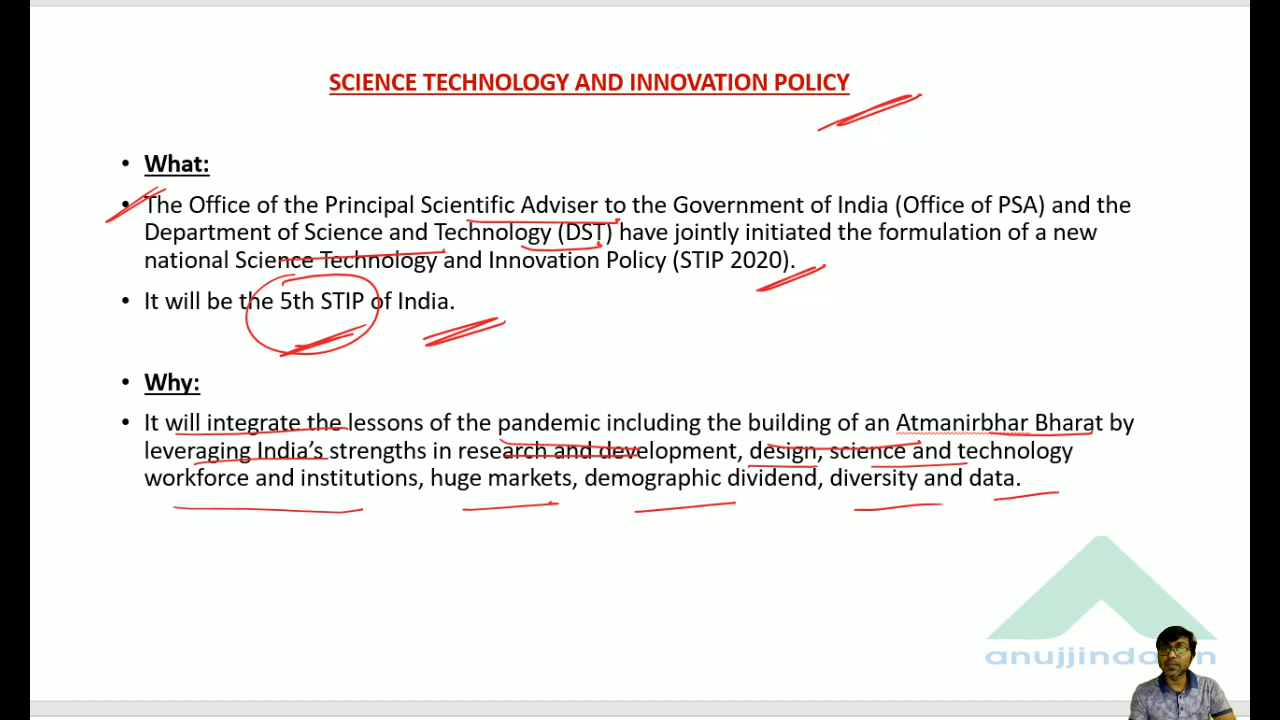 SCIENCE TECHNOLOGY AND INNOVATION POLICY
• What:
• The Office of the Principal Scientific Adviser to the Government of India (Office of PSA) and the
Department of Science and Technology (DST) have jointly initiated the formulation of a new
national Science Technology and Innovation Policy (STIP 2020).
• It will be the 5th STIP of India.
• Why:
• It will integrate the lessons of the pandemic including the building of an Atmanirbhar Bharat by
leveraging India’s strengths in research and development, design, science and technology
workforce and institutions, huge markets, demographic dividend, diversity and data.